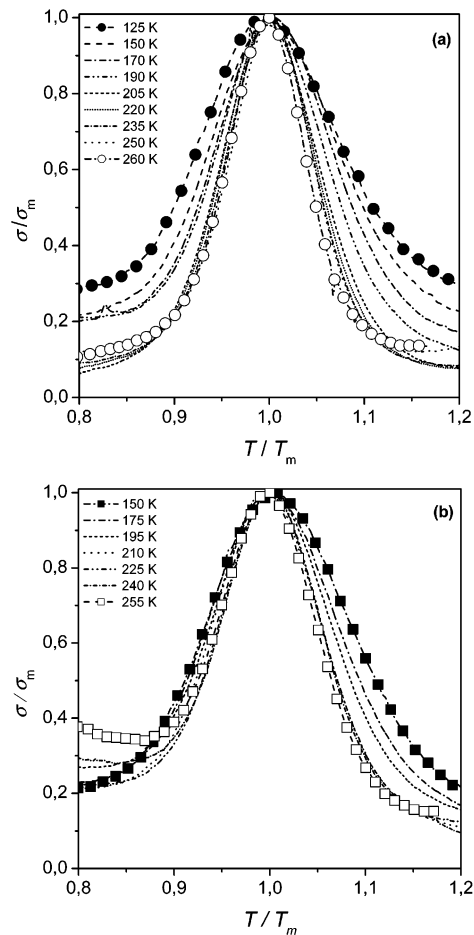 (a)
125 K
150 K
170 K
190 K
205 K
220 K
235 K
250 K
260 K
σ/σm
1,0
0,8
0,6
0,4
0,2
0,0
0,8 0,9 1,0 1,1 1,2
T / Tm
(b)
150 K
175 K
195 K
210 K
225 K
240 K
255 K
σ / σm
1,0
0,8
0,6
0,4
0,2
0,0
0,8 0,9 1,0 1,1 1,2
T / Tm